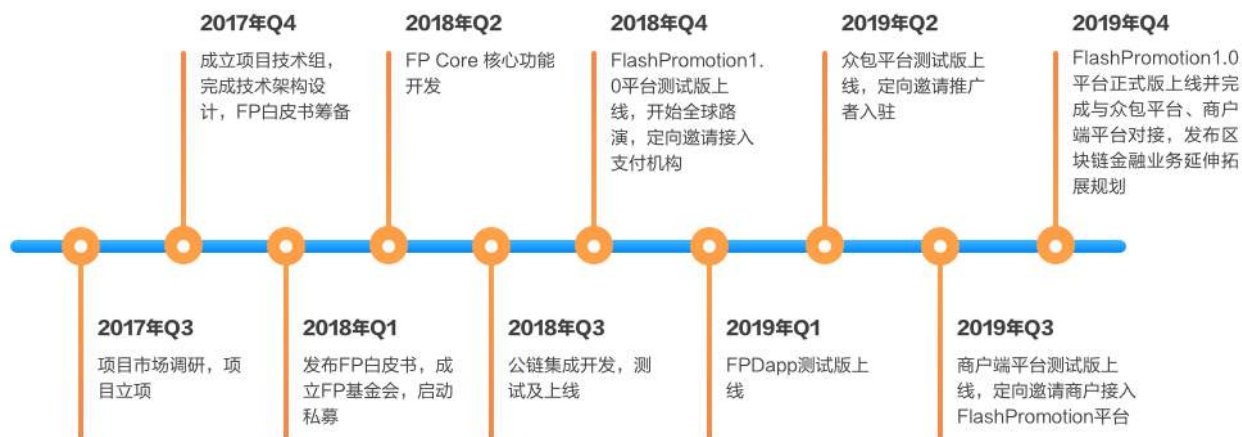 2017年Q4
成立项目技术组，
完成技术架构设
计，FP白皮书筹备
2018年Q2
FP Core 核心功能
开发
2018年Q4
FlashPromotion1.
0平台测试版上
线，开始全球路
演，定向邀请接入
支付机构
2019年Q2
众包平台测试版上
线，定向邀请推广
者入驻
2019年Q4
FlashPromotion1.0
平台正式版上线并完
成与众包平台、商户
端平台对接，发布区
块链金融业务延伸拓
展规划
2017年Q3
项目市场调研，项
目立项
2018年Q1
发布FP白皮书，成
立FP基金会，启动
私募
2018年Q3
公链集成开发，测
试及上线
2019年Q1
FPDapp测试版上
线
2019年Q3
商户端平台测试版上
线，定向邀请商户接入
FlashPromotion平台